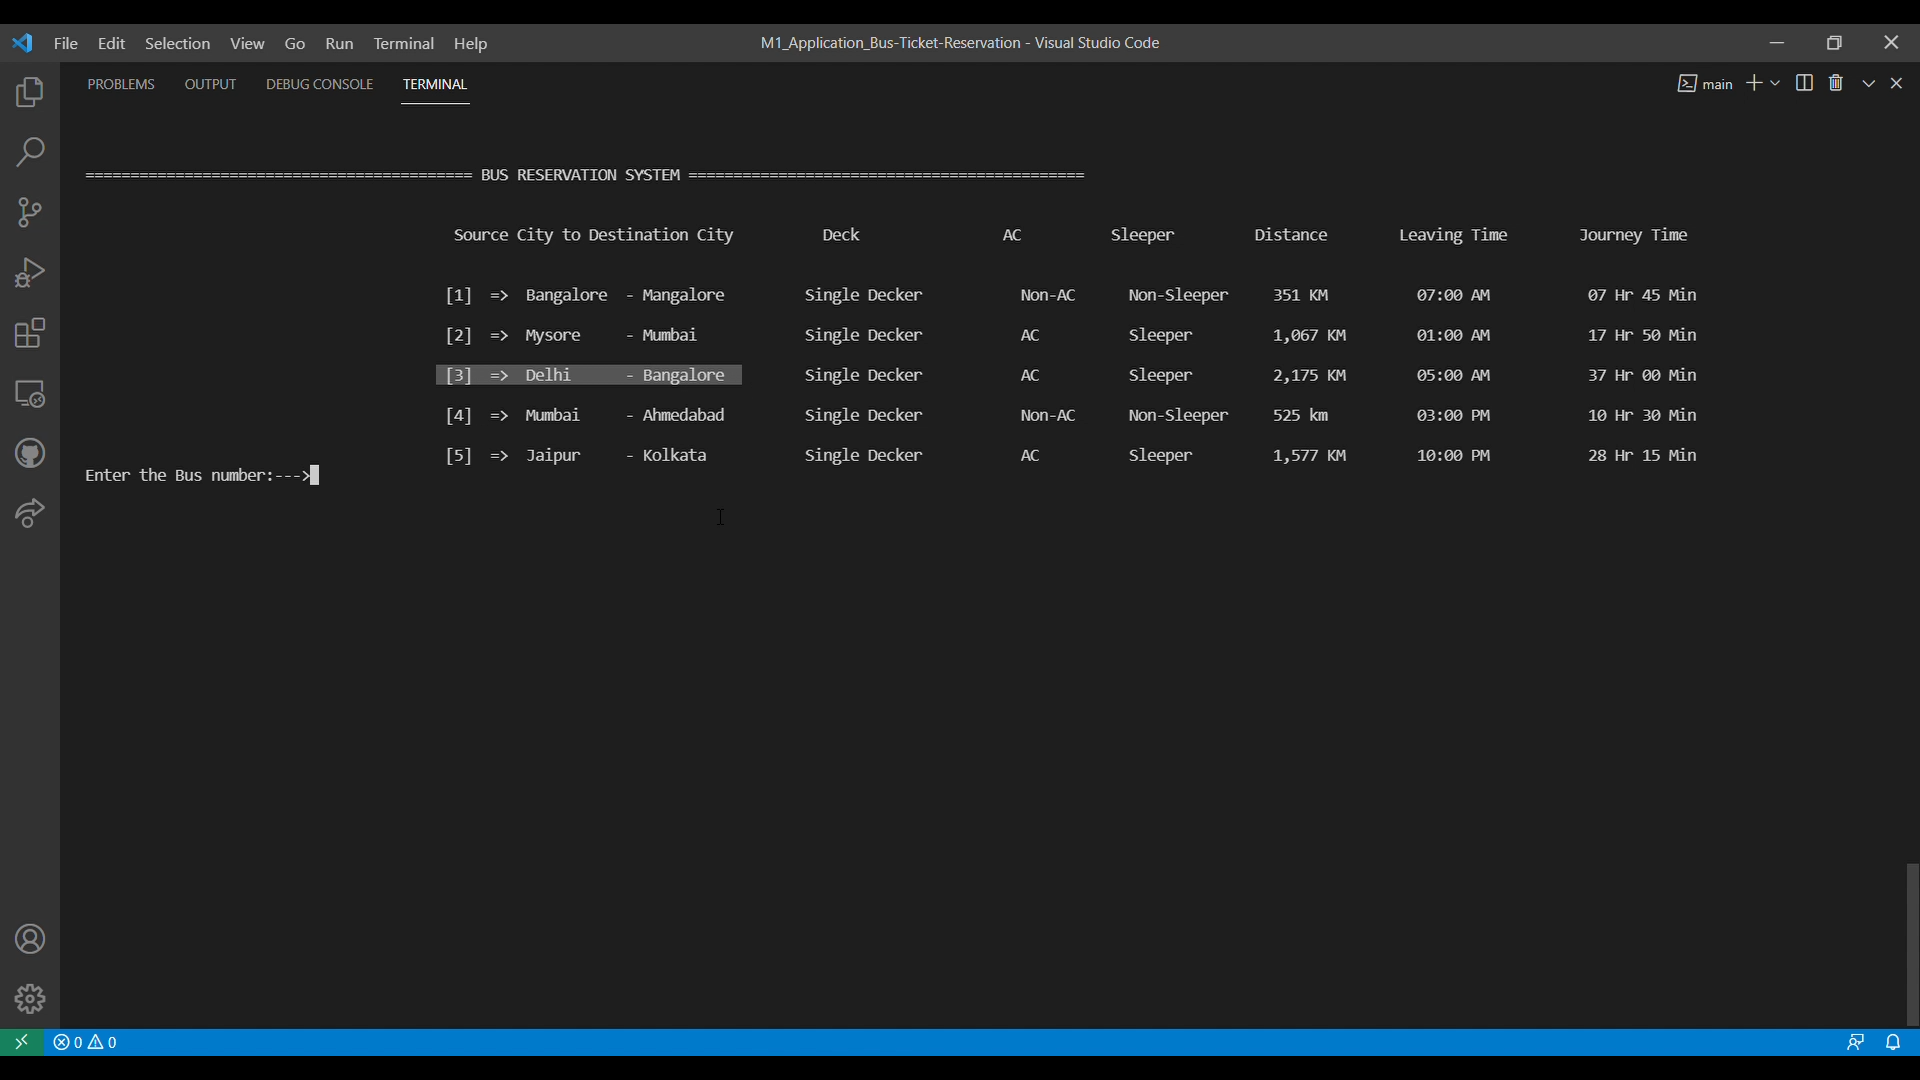 File Edit Selection View Go Run Terminal Help M1_Application_Bus-Ticket-Reservation - Visual Studio Code
PROBLEMS OUTPUT DEBUG CONSOLE TERMINAL main
=========================================== BUS RESERVATION SYSTEM ============================================
Source City to Destination City Deck AC Sleeper Distance Leaving Time Journey Time
[1] => Bangalore - Mangalore Single Decker Non-AC Non-Sleeper 351 KM 07:00 AM 07 Hr 45 Min
[2] => Mysore - Mumbai Single Decker AC Sleeper 1,067 KM 01:00 AM 17 Hr 50 Min
[3] => Delhi - Bangalore Single Decker AC Sleeper 2,175 KM 05:00 AM 37 Hr 00 Min
[4] => Mumbai - Ahmedabad Single Decker Non-AC Non-Sleeper 525 km 03:00 PM 10 Hr 30 Min
[5] => Jaipur - Kolkata Single Decker AC Sleeper 1,577 KM 10:00 PM 28 Hr 15 Min
Enter the Bus number:--->
0 0